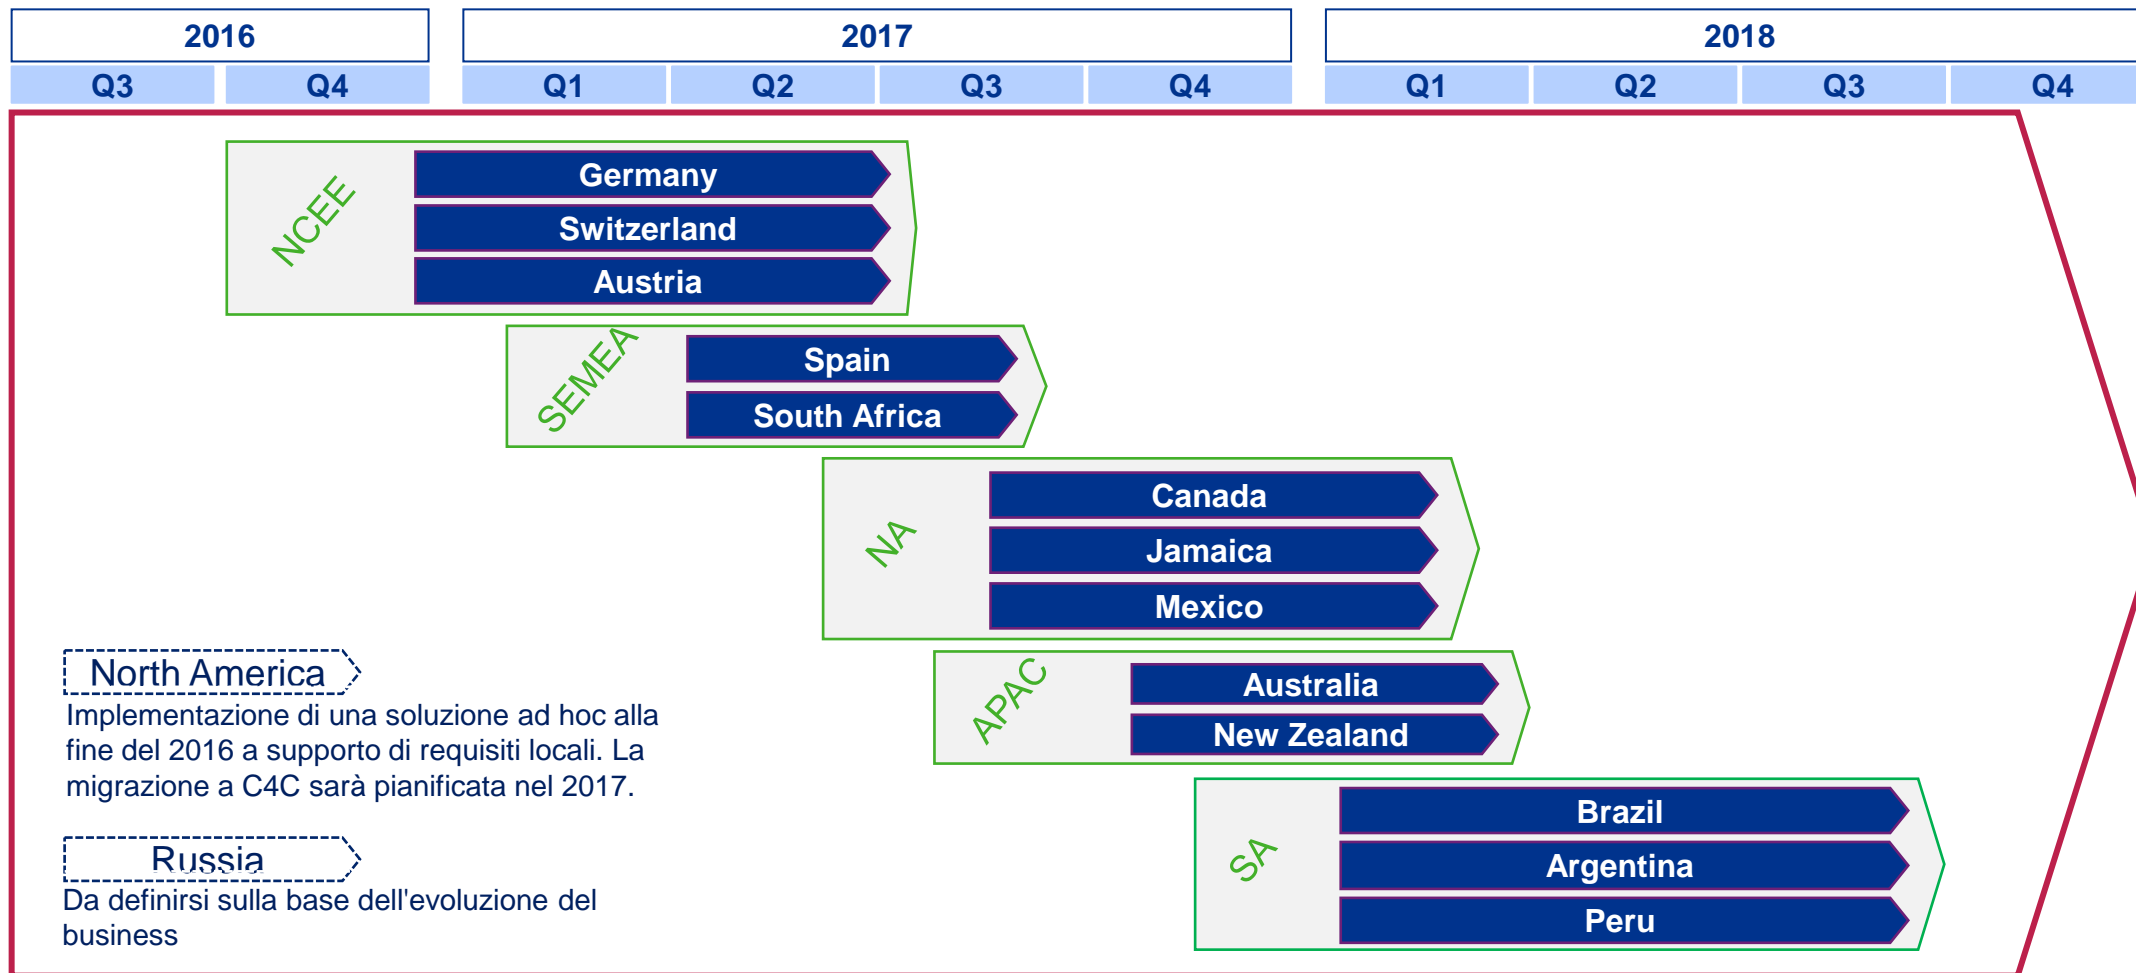 2016
2017
2018
Q3
Q4
Q1
Q2
Q3
Q4
Q1
Q2
Q3
Q4
NCEE
Germany
Switzerland
Austria
SEMEA
Spain
South Africa
NA
Canada
Jamaica
Mexico
North America
Implementazione di una soluzione ad hoc alla
fine del 2016 a supporto di requisiti locali. La
migrazione a C4C sarà pianificata nel 2017.
APAC
Australia
New Zealand
Russia
Da definirsi sulla base dell'evoluzione del
business
SA
Brazil
Argentina
Peru